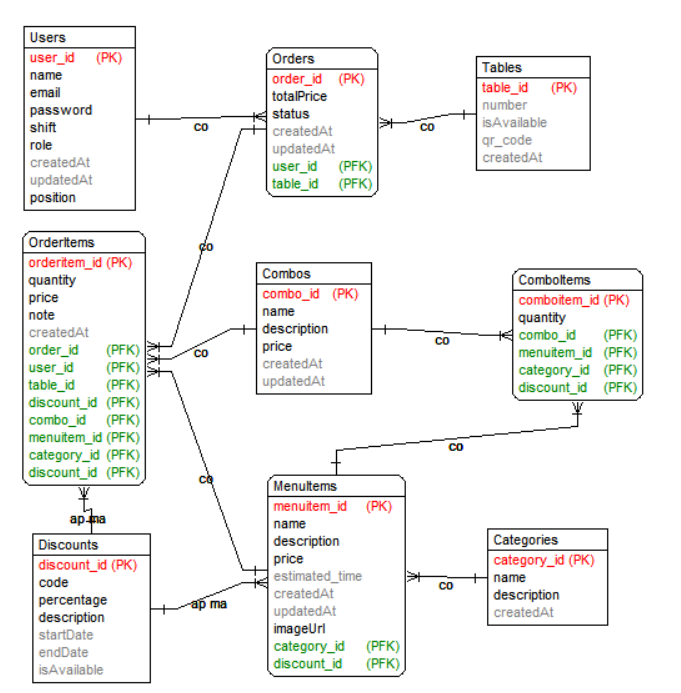 Users
user_id (PK)
name
email
password
shift
role
createdAt
updatedAt
position
Orders
order_id (PK)
totalPrice
status
createdAt
updatedAt
user_id (PFK)
table_id (PFK)
Tables
table_id (PK)
number
isAvailable
qr_code
createdAt
co
co
co
OrderItems
orderitem_id (PK)
quantity
price
note
createdAt
order_id (PFK)
user_id (PFK)
table_id (PFK)
discount_id (PFK)
combo_id (PFK)
menuitem_id (PFK)
category_id (PFK)
discount_id (PFK)
Combos
combo_id (PK)
name
description
price
createdAt
updatedAt
ComboItems
comboitem_id (PK)
quantity
combo_id (PFK)
menuitem_id (PFK)
category_id (PFK)
discount_id (PFK)
co
co
co
co
ap ma
Discounts
discount_id (PK)
code
percentage
description
startDate
endDate
isAvailable
ap ma
MenuItems
menuitem_id (PK)
name
description
price
estimated_time
createdAt
updatedAt
imageUrl
category_id (PFK)
discount_id (PFK)
co
Categories
category_id (PK)
name
description
createdAt